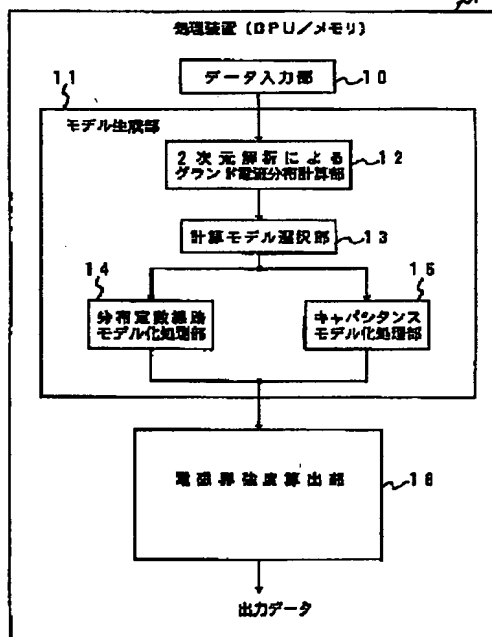 処理装置(CPU/メモリ)
データ入力部
10
11
モデル生成部
2次元解析による
グランド電流分布計算部
12
計算モデル選択部
13
14
分布定数線路
モデル化処理部
15
キャパシタンス
モデル化処理部
電磁界強度算出部
16
出力データ